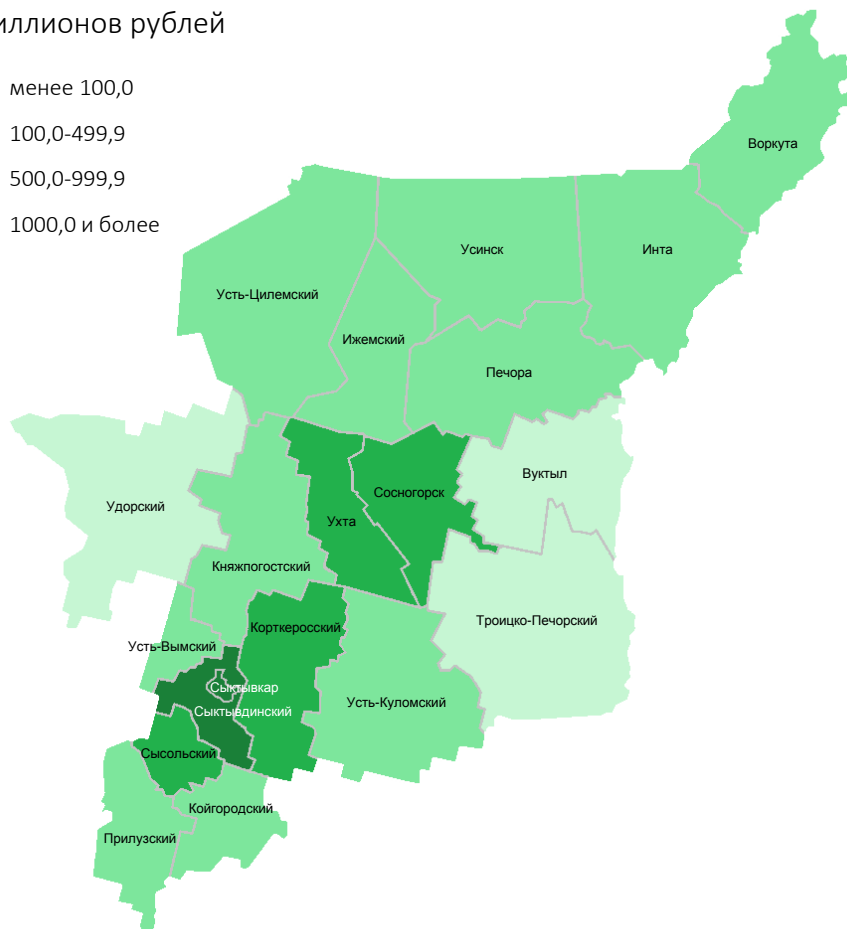 иллионов рублей
менее 100,0
100,0-499,9
500,0-999,9
1000,0 и более
Воркута
Усинск
Инта
Усть-Цилемский
Ижемский
Печора
Вуктыл
Сосногорск
Удорский
Ухта
Княжпогостский
Троицко-Печорский
Корткеросский
Усть-Вымский
Сыктывкар
Усть-Куломский
Сыктывдинский
Сысольский
Койгородский
Прилузский